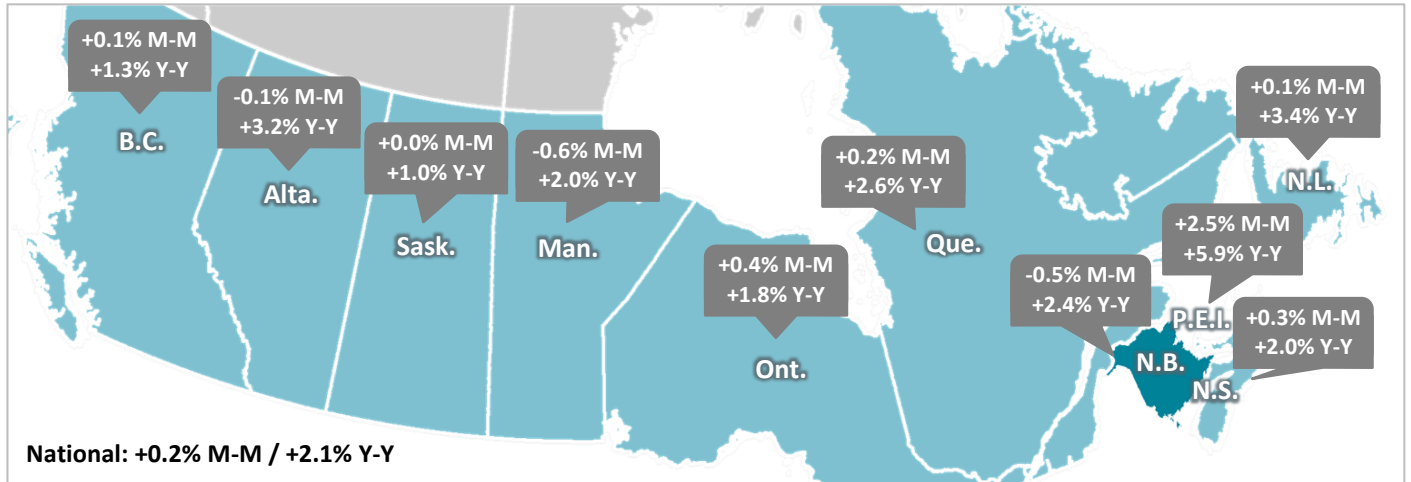 +0.1% M-M
+1.3% Y-Y
B.C.
-0.1% M-M
+3.2% Y-Y
Alta.
+0.0% M-M
+1.0% Y-Y
Sask.
-0.6% M-M
+2.0% Y-Y
Man.
+0.4% M-M
+1.8% Y-Y
Ont.
+0.2% M-M
+2.6% Y-Y
Que.
+0.1% M-M
+3.4% Y-Y
N.L.
+2.5% M-M
+5.9% Y-Y
P.E.I.
-0.5% M-M
+2.4% Y-Y
N.B.
+0.3% M-M
+2.0% Y-Y
N.S.
National: +0.2% M-M / +2.1% Y-Y